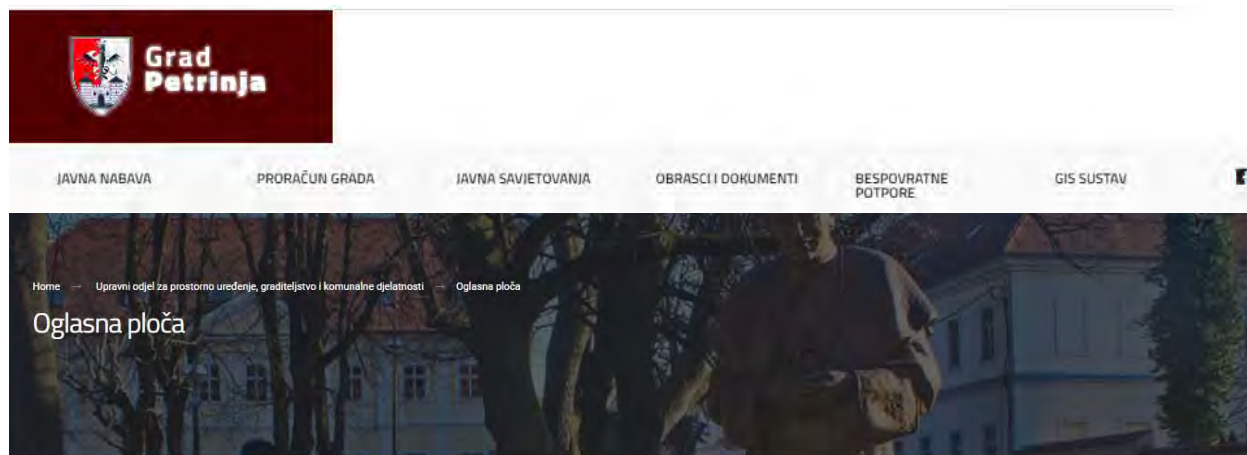 Grad
Petrinja
JAVNA NABAVA
PRORAČUN GRADA
JAVNA SAVJETOVANJA
OBRASCI I DOKUMENTI
BESPOVRATNE
POTPORE
GIS SUSTAV
Home → Upravni odjel za prostorno uređenje, graditeljstvo i komunalne djelatnosti → Oglasna ploča
Oglasna ploča